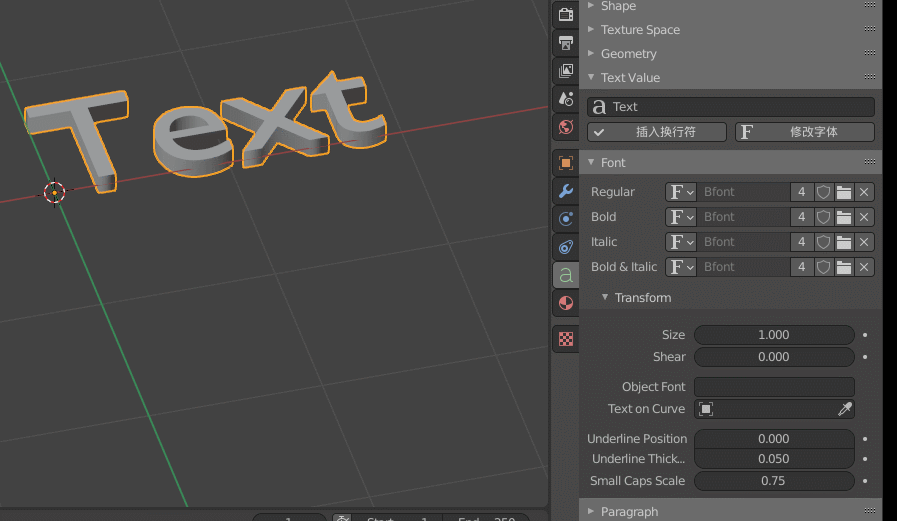 Text
Shape
Texture Space
Geometry
Text Value
a Text
插入换行符 F 修改字体
Font
Regular F Bfont 4
Bold F Bfont 4
Italic F Bfont 4
Bold & Italic F Bfont 4
Transform
Size 1.000
Shear 0.000
Object Font
Text on Curve
Underline Position 0.000
Underline Thick... 0.050
Small Caps Scale 0.75
Paragraph
1 Start 1 End 250